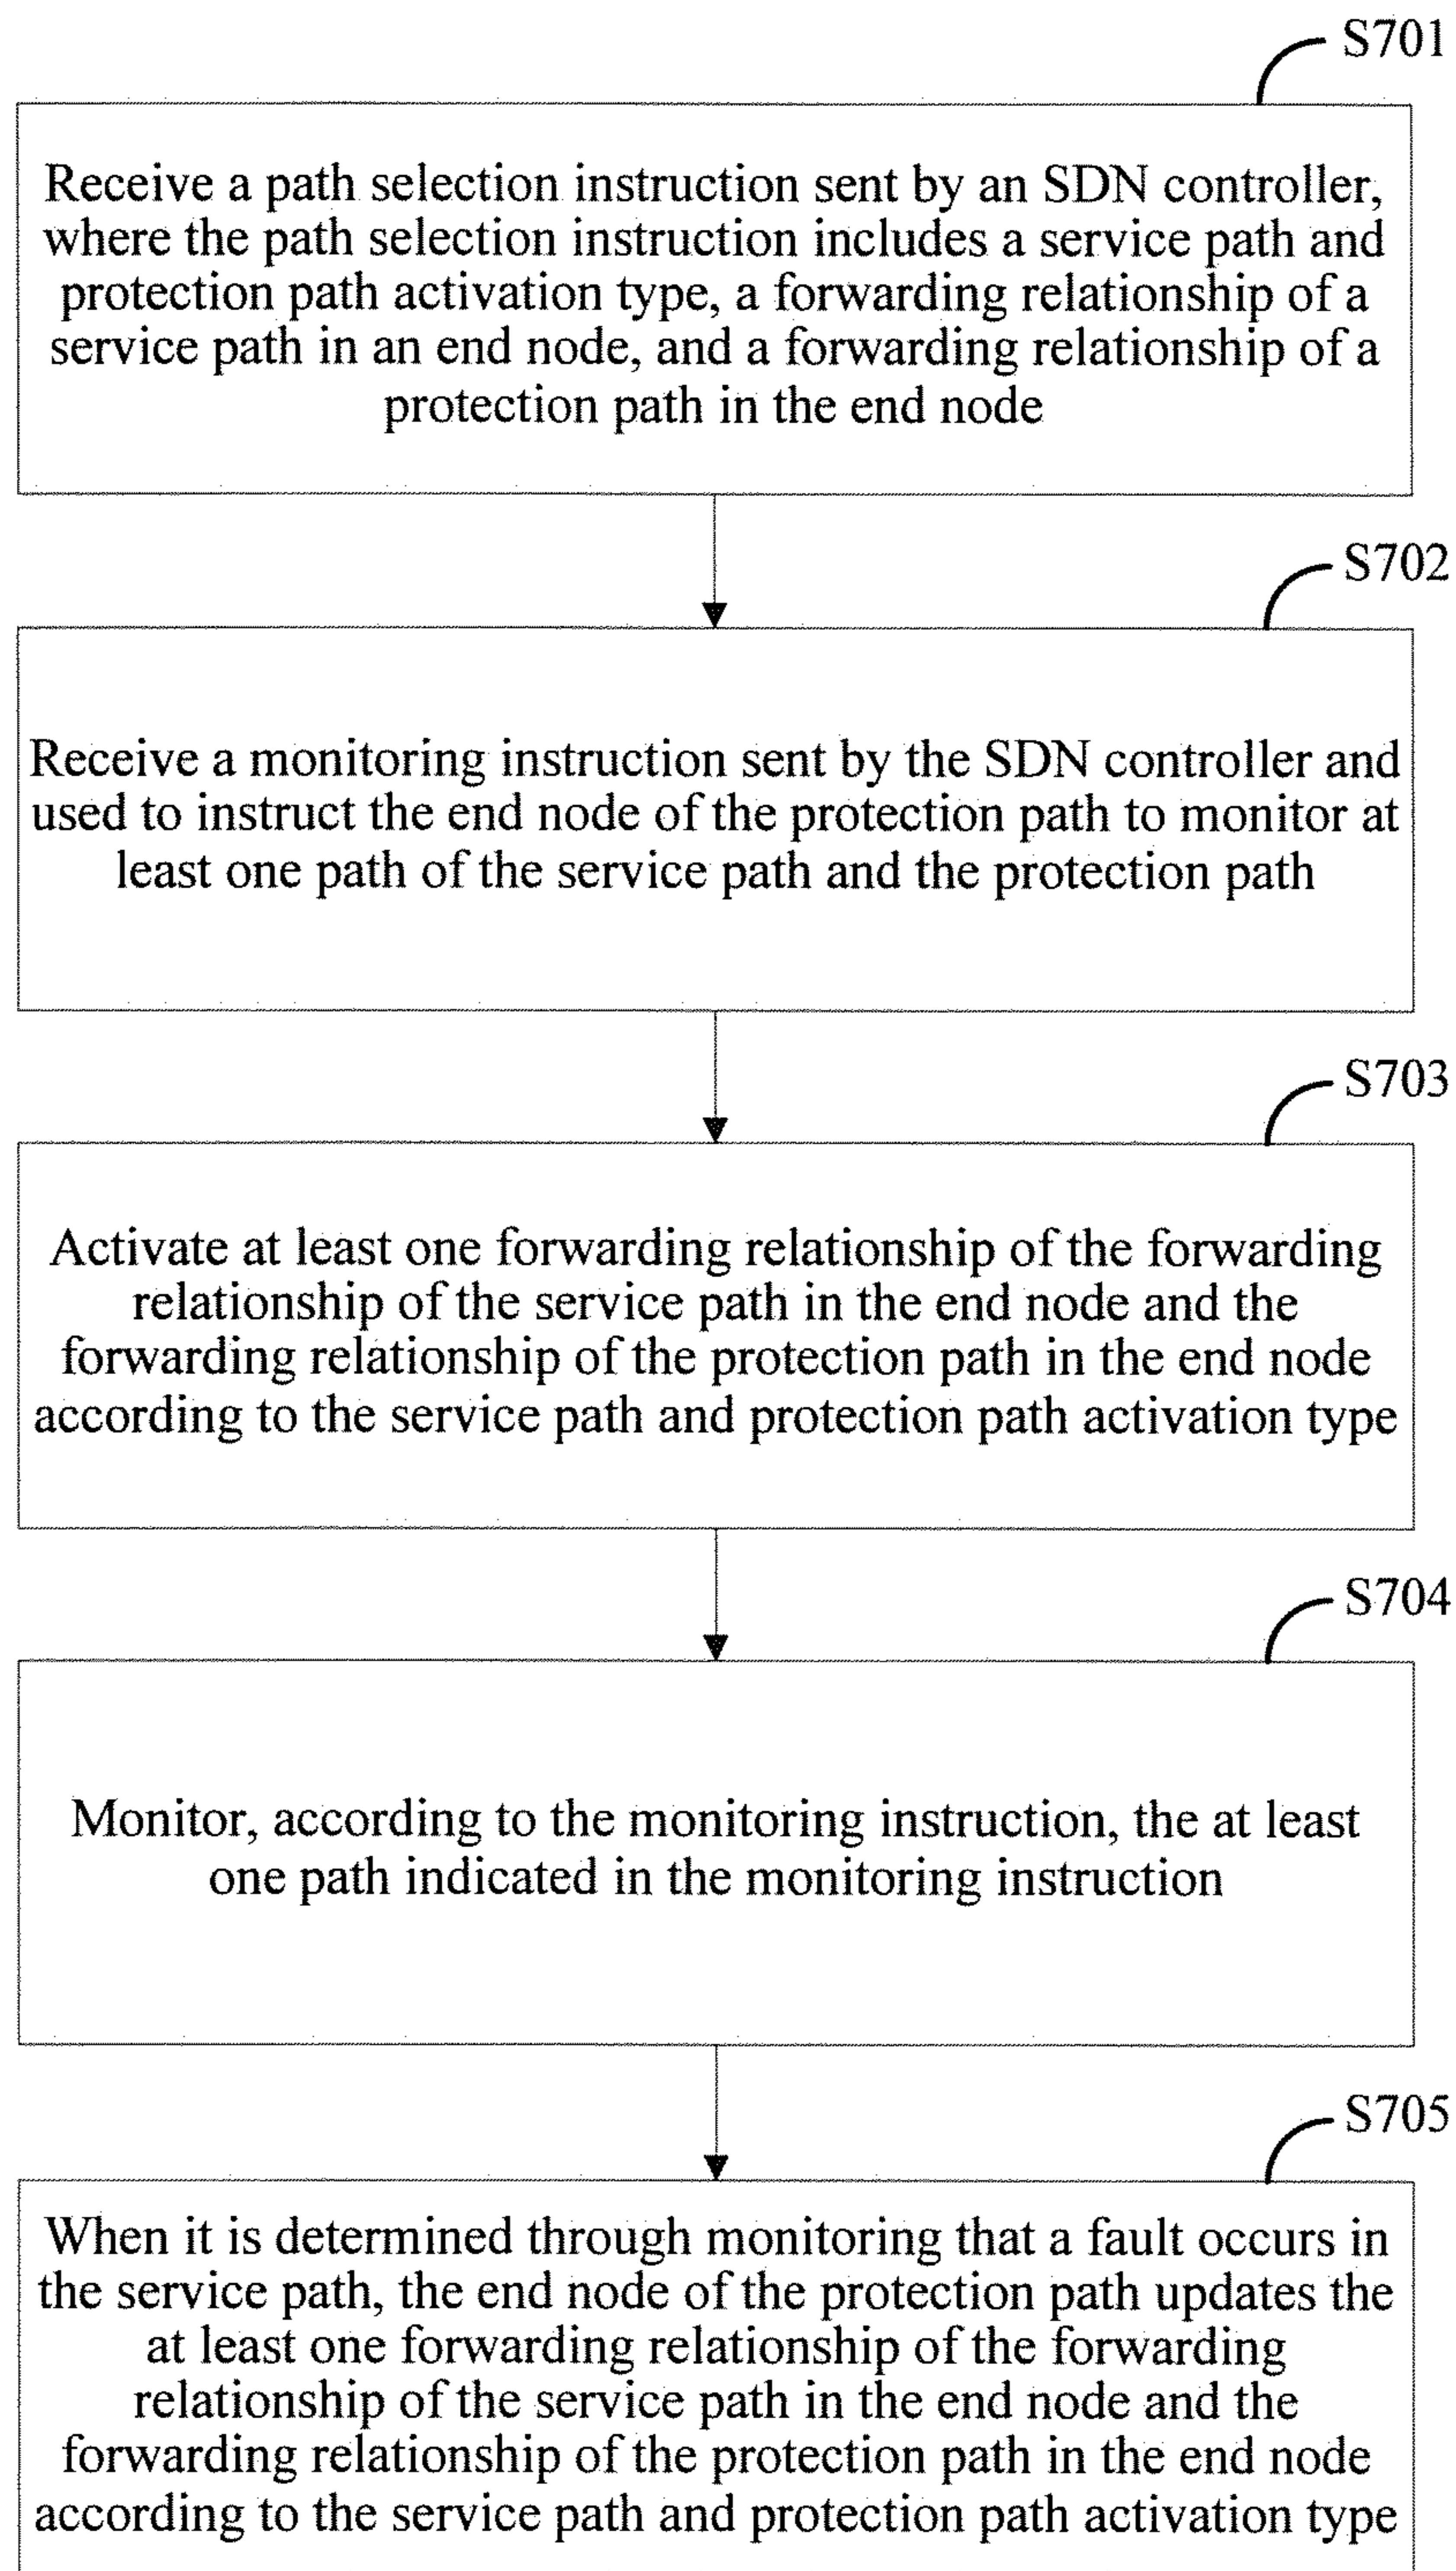 S701
Receive a path selection instruction sent by an SDN controller,
where the path selection instruction includes a service path and
protection path activation type, a forwarding relationship of a
service path in an end node, and a forwarding relationship of a
protection path in the end node
S702
Receive a monitoring instruction sent by the SDN controller and
used to instruct the end node of the protection path to monitor at
least one path of the service path and the protection path
S703
Activate at least one forwarding relationship of the forwarding
relationship of the service path in the end node and the
forwarding relationship of the protection path in the end node
according to the service path and protection path activation type
S704
Monitor, according to the monitoring instruction, the at least
one path indicated in the monitoring instruction
S705
When it is determined through monitoring that a fault occurs in
the service path, the end node of the protection path updates the
at least one forwarding relationship of the forwarding
relationship of the service path in the end node and the
forwarding relationship of the protection path in the end node
according to the service path and protection path activation type